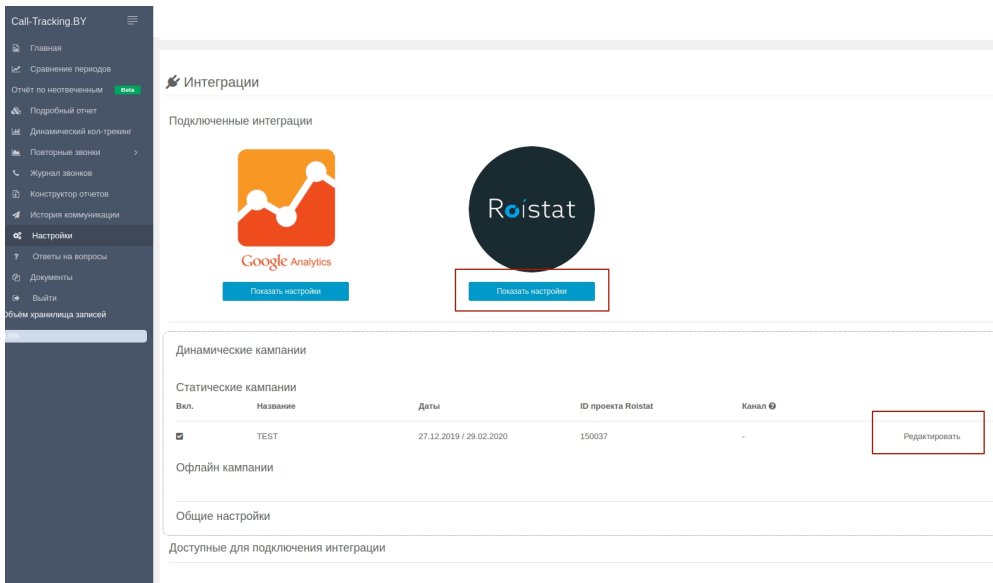 Call-Tracking.BY
Главная
Сравнение периодов
Отчёт по неотвеченным Beta
Подробный отчет
Динамический кол-трекинг
Повторные звонки
Журнал звонков
Конструктор отчетов
История коммуникации
Настройки
Ответы на вопросы
Документы
Выйти
Объём хранилища записей
Интеграции
Подключенные интеграции
Google Analytics
Показать настройки
Roistat
Показать настройки
Динамические кампании
Статические кампании
Вкл. Название Даты ID проекта Roistat Канал
TEST 27.12.2019 / 29.02.2020 150037 - Редактировать
Офлайн кампании
Общие настройки
Доступные для подключения интеграции